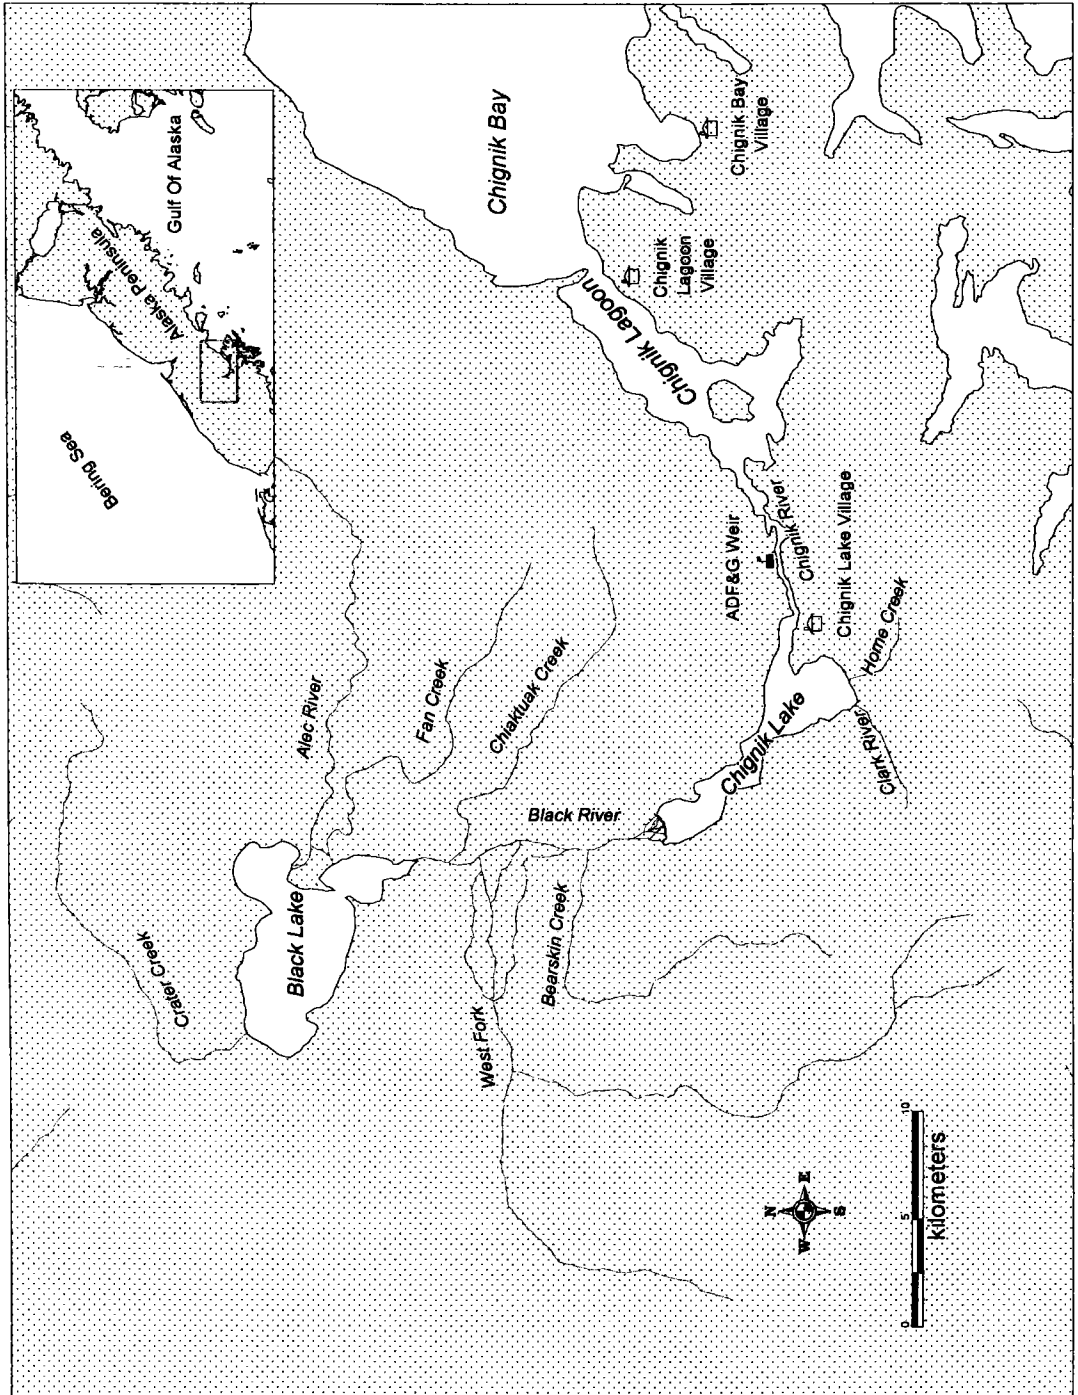 Bering Sea
Alaska Peninsula
Gulf Of Alaska
Chignik Bay
Crater Creek
Black Lake
Alec River
Fan Creek
Chiaktuak Creek
West Fork
Bearskin Creek
Black River
Chignik Lake
Clark River
Home Creek
Chignik Lake Village
ADF&G Weir
Chignik River
Chignik Lagoon
Chignik
Lagoon
Village
Chignik Bay
Village
N
W
E
S
0
5
10
kilometers